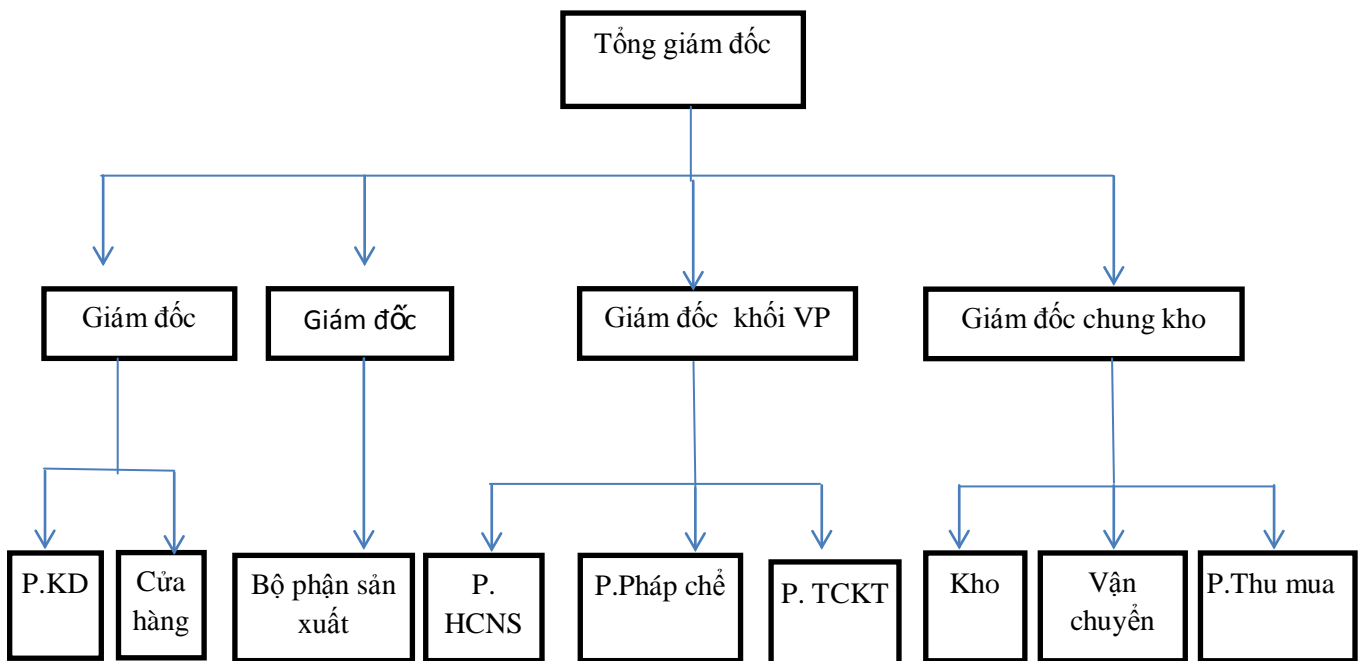 Tổng giám đốc
Giám đốc
Giám đốc
Giám đốc khối VP
Giám đốc chung kho
P.KD
Cửa
hàng
Bộ phận sản
xuất
P.
HCNS
P.Pháp chể
P. TCKT
Kho
Vận
chuyển
P.Thu mua